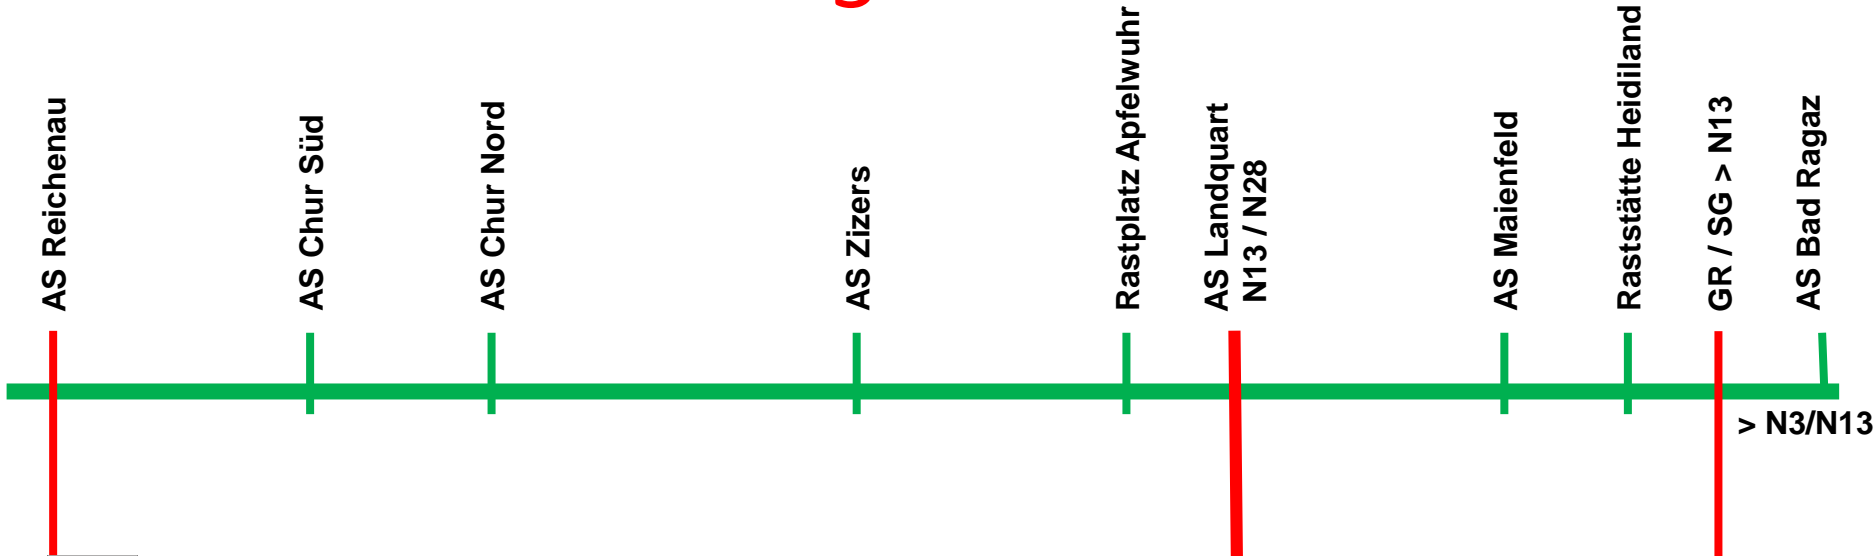 AS Reichenau
AS Chur Süd
AS Chur Nord
AS Zizers
Rastplatz Apfelwuhr
AS Landquart
N13 / N28
AS Maienfeld
Raststätte Heidiland
GR / SG > N13
AS Bad Ragaz
> N3/N13